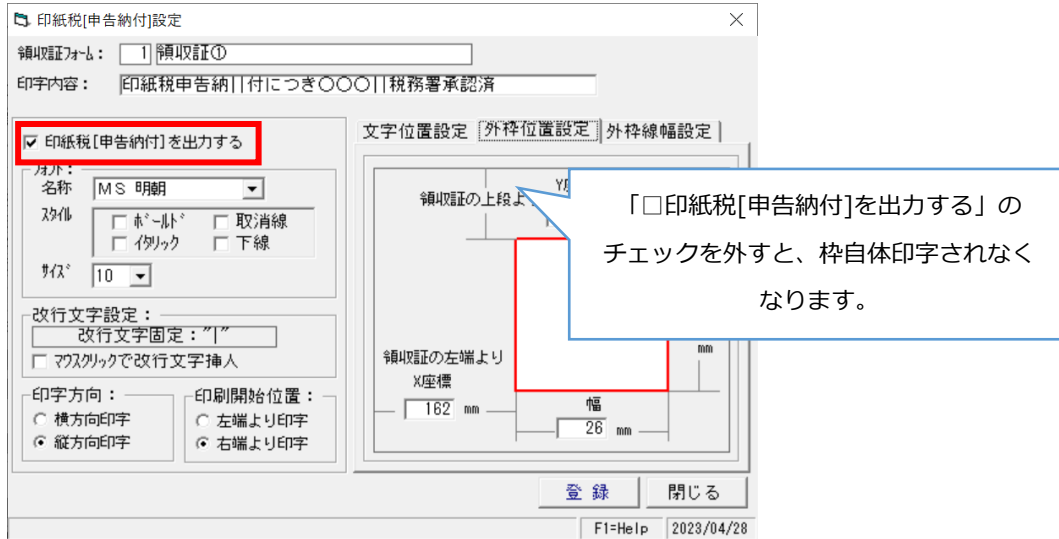 印紙税[申告納付]設定
領収証ﾌｫｰﾑ： 1 領収証①
印字内容： 印紙税申告納||付につき〇〇〇||税務署承認済
印紙税[申告納付]を出力する
ﾌｫﾝﾄ：
名称 ＭＳ 明朝
ｽﾀｲﾙ ﾎﾞｰﾙﾄﾞ 取消線
ｲﾀﾘｯｸ 下線
ｻｲｽﾞ 10
改行文字設定：
改行文字固定："|"
ﾏｳｽｸﾘｯｸで改行文字挿入
印字方向：
横方向印字
縦方向印字
印刷開始位置：
左端より印字
右端より印字
文字位置設定 外枠位置設定 外枠線幅設定
領収証の上段よ
「□印紙税[申告納付]を出力する」の
チェックを外すと、枠自体印字されなく
なります。
mm
領収証の左端より
X座標
162 mm
幅
26 mm
登 録 閉じる
F1=Help 2023/04/28